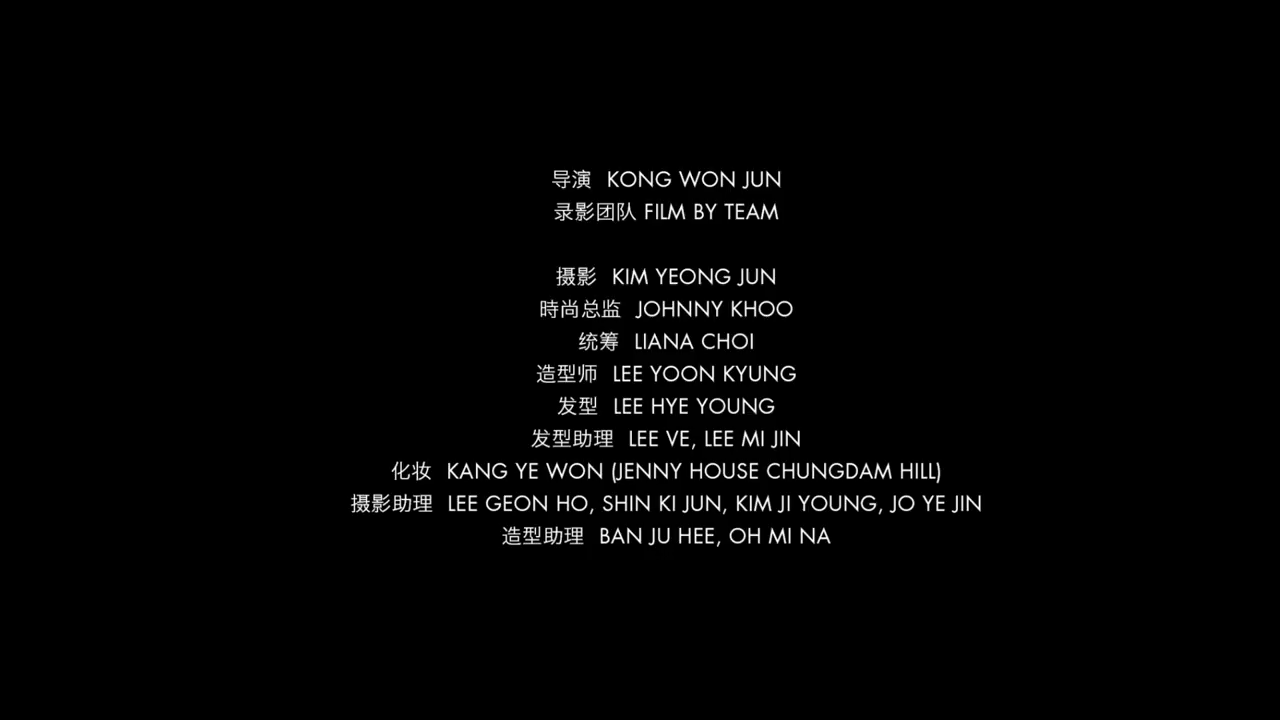 导演 KONG WON JUN
录影团队 FILM BY TEAM
摄影 KIM YEONG JUN
時尚总监 JOHNNY KHOO
统筹 LIANA CHOI
造型师 LEE YOON KYUNG
发型 LEE HYE YOUNG
发型助理 LEE VE, LEE MI JIN
化妆 KANG YE WON (JENNY HOUSE CHUNGDAM HILL)
摄影助理 LEE GEON HO, SHIN KI JUN, KIM JI YOUNG, JO YE JIN
造型助理 BAN JU HEE, OH MI NA